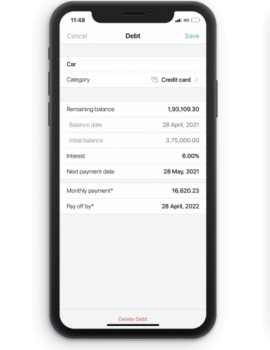 11:48
4G
Cancel Debt Save
Car
Category Credit card
Remaining balance 1,93,109.30
Balance date 28 April, 2021
Initial balance 3,75,000.00
Interest 6.00%
Next payment date 28 May, 2021
Monthly payment* 16,620.23
Pay off by* 28 April, 2022
Delete Debt